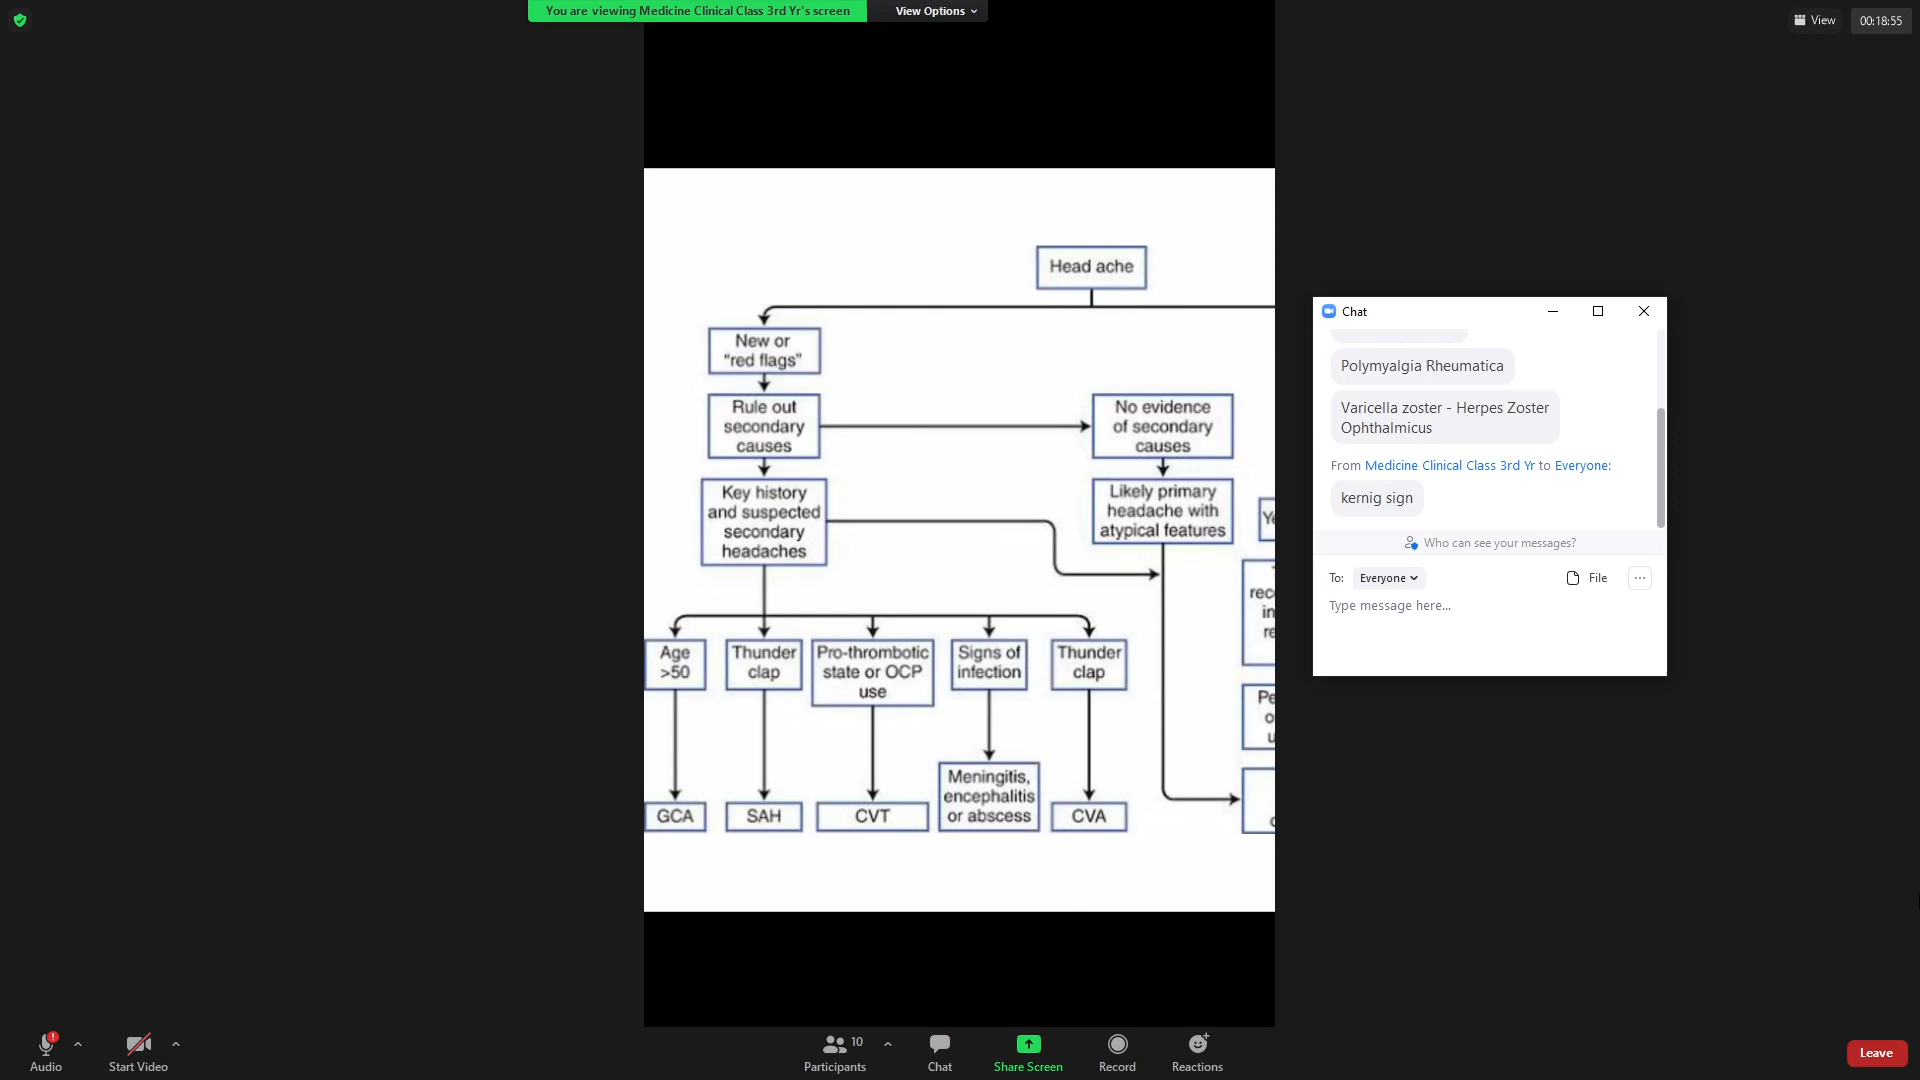 You are viewing Medicine Clinical Class 3rd Yr's screen
View Options
View
00:18:55
Head ache
New or
“red flags”
Rule out
secondary
causes
No evidence
of secondary
causes
Key history
and suspected
secondary
headaches
Likely primary
headache with
atypical features
Age
>50
Thunder
clap
Pro-thrombotic
state or OCP
use
Signs of
infection
Thunder
clap
GCA
SAH
CVT
Meningitis,
encephalitis
or abscess
CVA
Chat
Polymyalgia Rheumatica
Varicella zoster - Herpes Zoster
Ophthalmicus
From Medicine Clinical Class 3rd Yr to Everyone:
kernig sign
Who can see your messages?
To: Everyone
File
Type message here...
Audio
Start Video
Participants
10
Chat
Share Screen
Record
Reactions
Leave